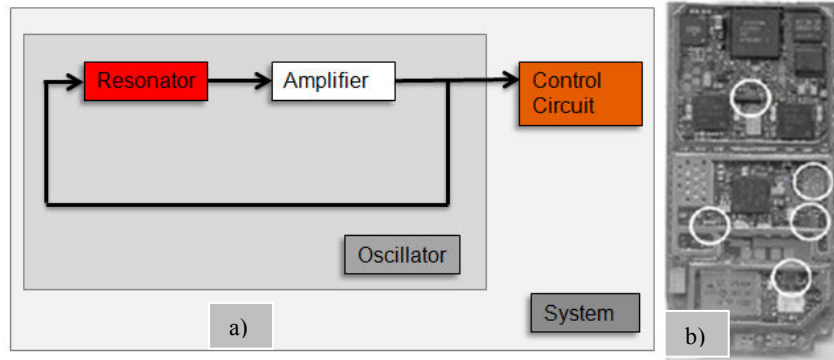 Resonator
Amplifier
Control
Circuit
Oscillator
System
a)
b)